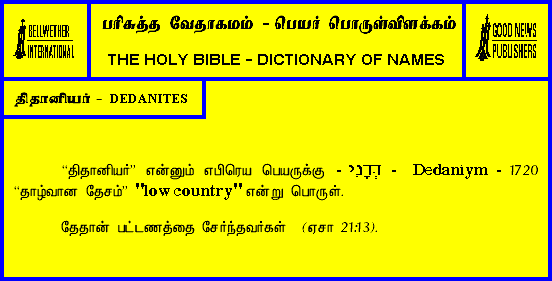 BELLWETHER
INTERNATIONAL
பரிசுத்த வேதாகமம் - பெயர் பொருள்விளக்கம்
THE HOLY BIBLE - DICTIONARY OF NAMES
GOOD NEWS
PUBLISHERS
திதானியர் - DEDANITES
“திதானியர்” என்னும் எபிரெய பெயருக்கு - דְּדָנִי - Dedaniym - 1720
“தாழ்வான தேசம்” "low country" என்று பொருள்.
தேதான் பட்டணத்தை சேர்ந்தவர்கள் (ஏசா 21:13).